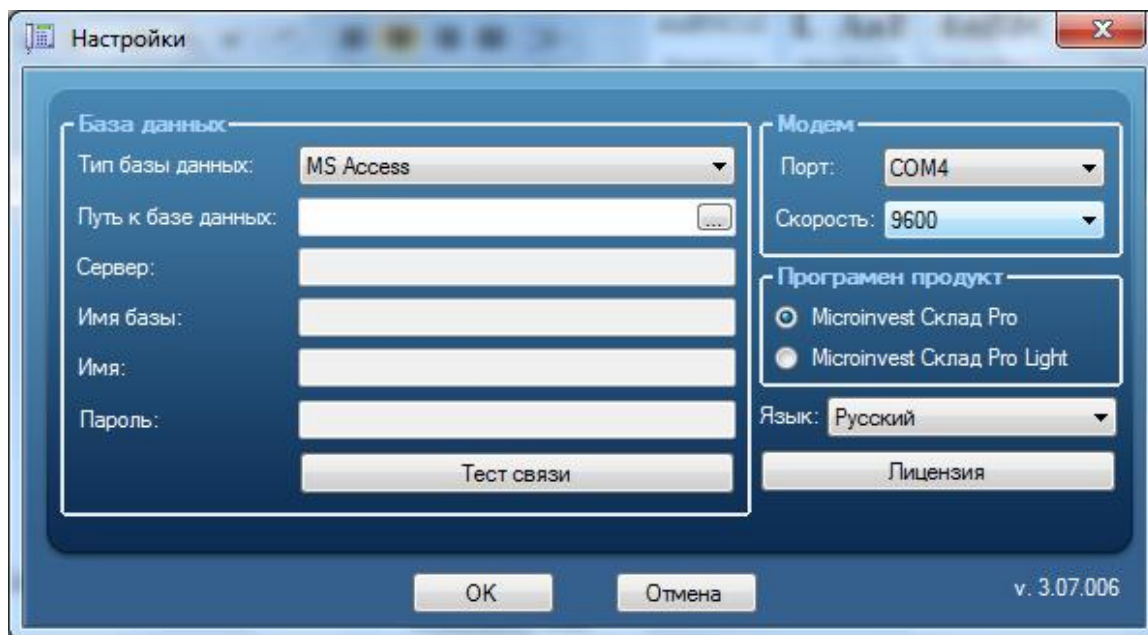 Настройки
База данных
Тип базы данных: MS Access
Путь к базе данных: ...
Сервер:
Имя базы:
Имя:
Пароль:
Тест связи
Модем
Порт: COM4
Скорость: 9600
Програмен продукт
Microinvest Склад Pro
Microinvest Склад Pro Light
Язык: Русский
Лицензия
OK
Отмена
v. 3.07.006